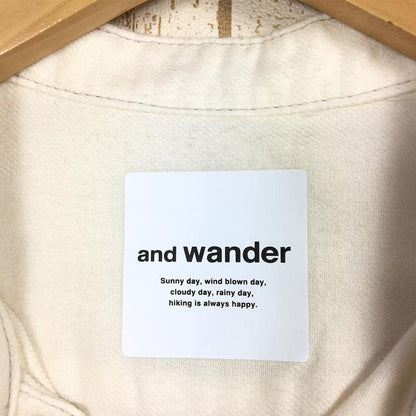 and wander
Sunny day, wind blown day,
cloudy day, rainy day,
hiking is always happy.